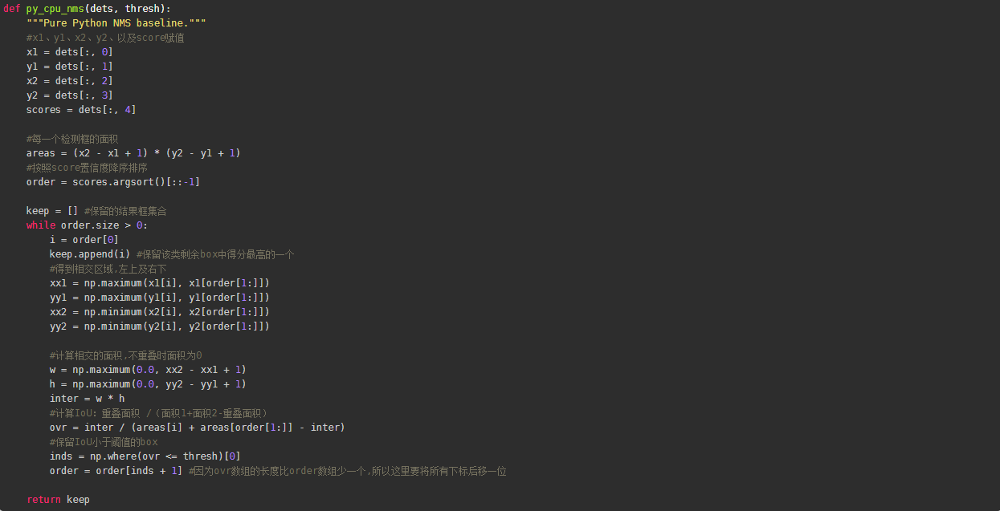 def py_cpu_nms(dets, thresh):
    """Pure Python NMS baseline."""
    #x1、y1、x2、y2、以及score赋值
    x1 = dets[:, 0]
    y1 = dets[:, 1]
    x2 = dets[:, 2]
    y2 = dets[:, 3]
    scores = dets[:, 4]

    #每一个检测框的面积
    areas = (x2 - x1 + 1) * (y2 - y1 + 1)
    #按照score置信度降序排序
    order = scores.argsort()[::-1]

    keep = [] #保留的结果框集合
    while order.size > 0:
        i = order[0]
        keep.append(i) #保留该类剩余box中得分最高的一个
        #得到相交区域,左上及右下
        xx1 = np.maximum(x1[i], x1[order[1:]])
        yy1 = np.maximum(y1[i], y1[order[1:]])
        xx2 = np.minimum(x2[i], x2[order[1:]])
        yy2 = np.minimum(y2[i], y2[order[1:]])

        #计算相交的面积,不重叠时面积为0
        w = np.maximum(0.0, xx2 - xx1 + 1)
        h = np.maximum(0.0, yy2 - yy1 + 1)
        inter = w * h
        #计算IoU：重叠面积 /（面积1+面积2-重叠面积）
        ovr = inter / (areas[i] + areas[order[1:]] - inter)
        #保留IoU小于阈值的box
        inds = np.where(ovr <= thresh)[0]
        order = order[inds + 1] #因为ovr数组的长度比order数组少一个,所以这里要将所有下标后移一位

    return keep